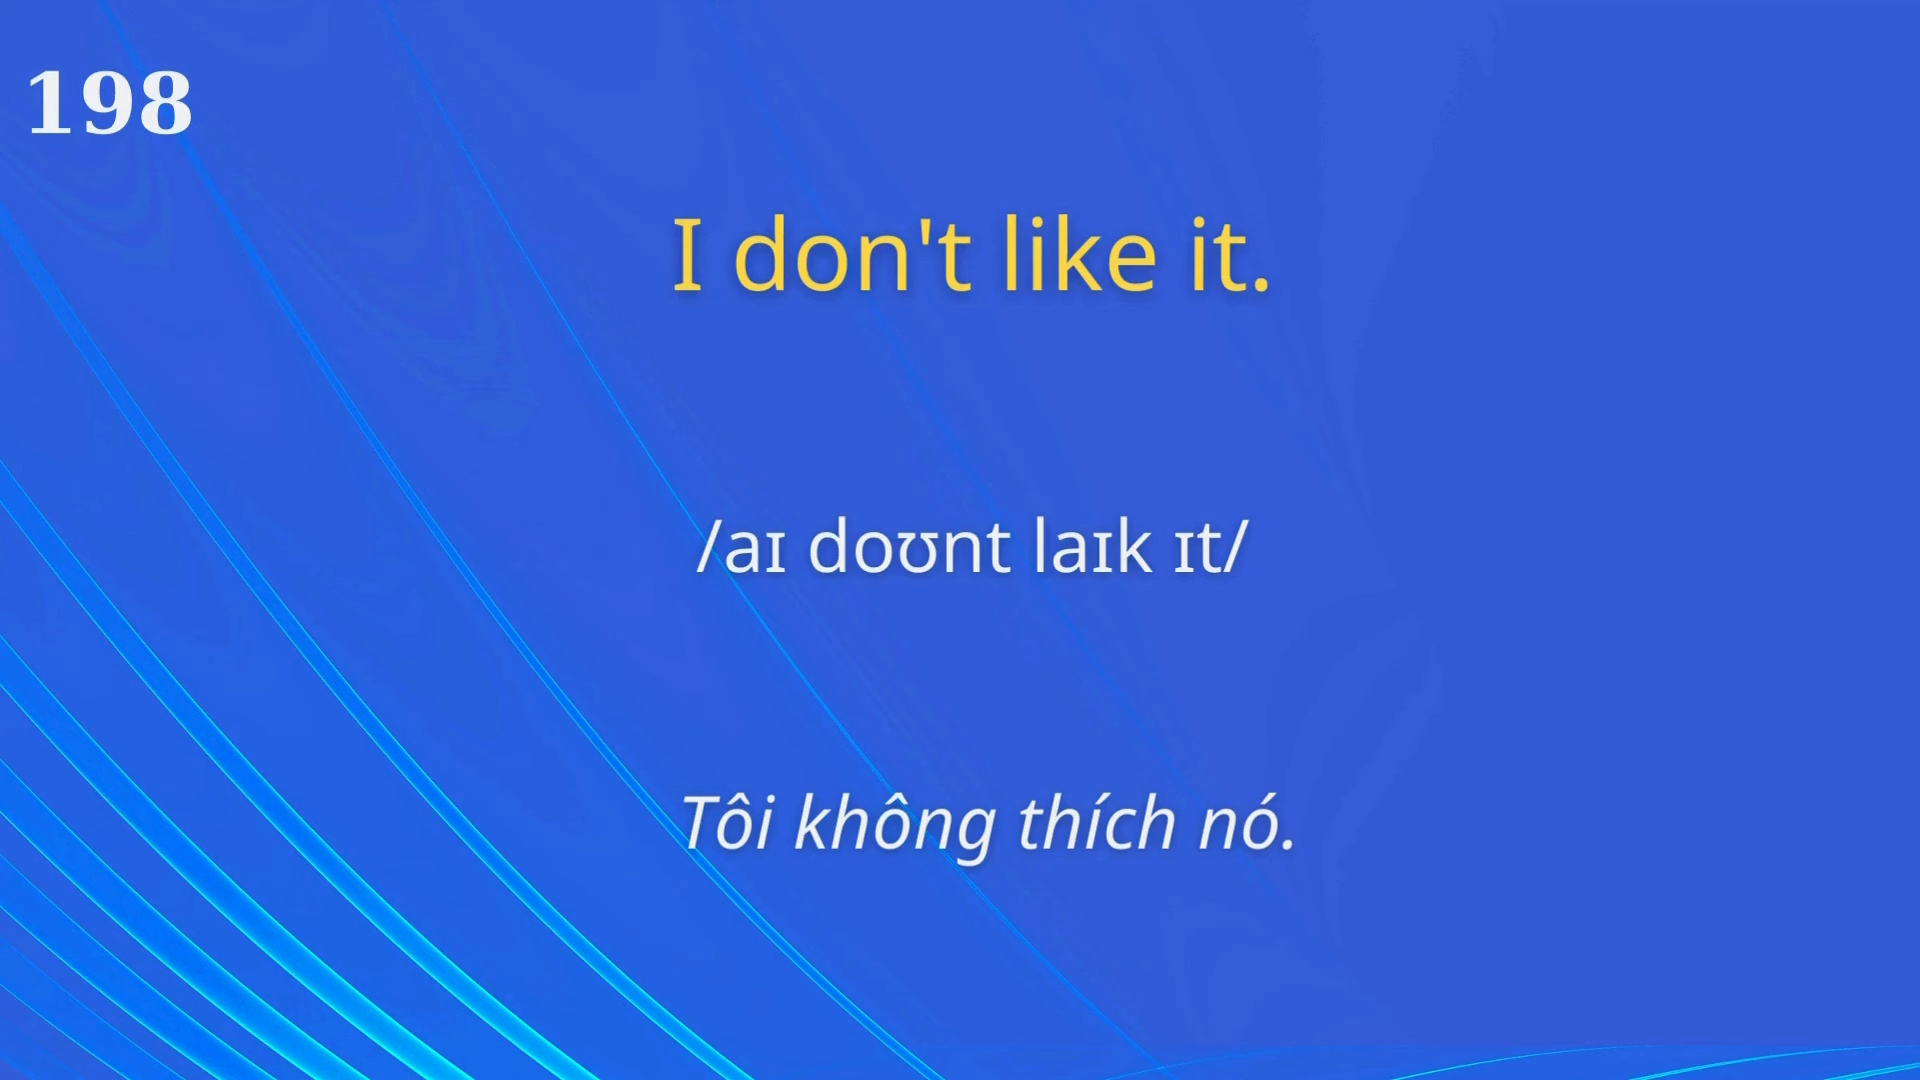 198
I don't like it.
/aɪ doʊnt laɪk ɪt/
Tôi không thích nó.